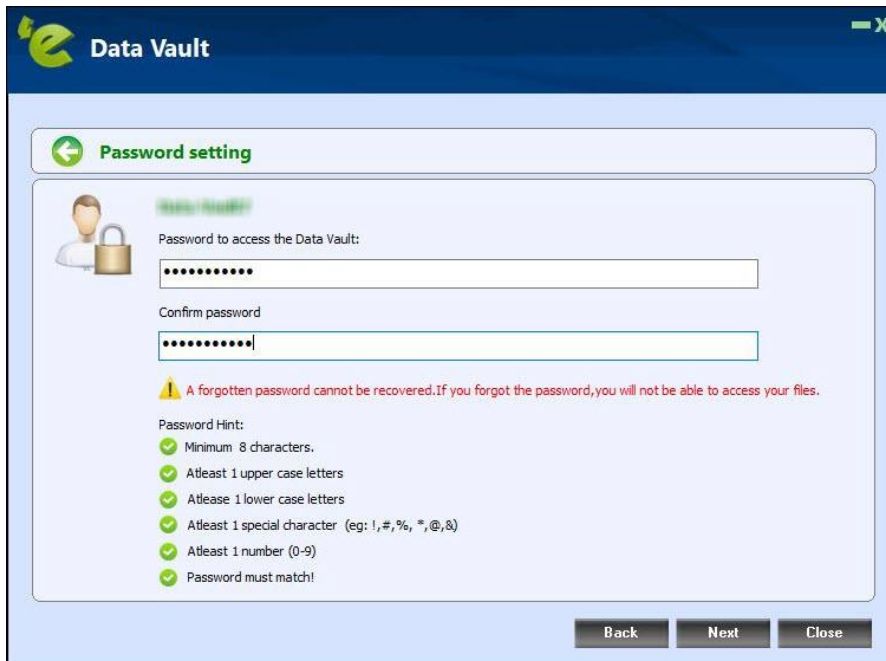 Data Vault
X
Password setting
Password to access the Data Vault:
•••••••••••
Confirm password
•••••••••••
A forgotten password cannot be recovered.If you forgot the password,you will not be able to access your files.
Password Hint:
Minimum 8 characters.
Atleast 1 upper case letters
Atlease 1 lower case letters
Atleast 1 special character (eg: !,#,%, *,@,&)
Atleast 1 number (0-9)
Password must match!
Back Next Close